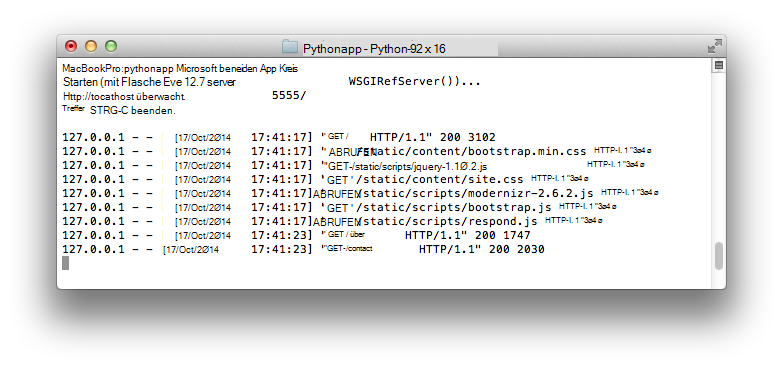 Pythonapp - Python-92 x 16
MacBookPro:pythonapp Microsoft beneiden App Kreis
Starten (mit Flasche Eve 12.7 server WSGIRefServer())...
Http://tocathost überwacht. 5555/
Treffer STRG-C beenden.
127.0.0.1 - - [17/Oct/2Ø14 17:41:17] "GET / HTTP/1.1" 200 3102
127.0.0.1 - - [17/Oct/2Ø14 17:41:17] " ABRUFEN /static/content/bootstrap.min.css HTTP-I. 1 "3ø4 ø
127.0.0.1 - - [17/Oct/2Ø14 17:41:17] '"GET-/static/scripts/jquery-1.1Ø.2.js HTTP-I. 1 "3ø4 ø
127.0.0.1 - - [17/Oct/2Ø14 17:41:17] ' GET ' /static/content/site.css HTTP-I. 1 "3ø4 ø
127.0.0.1 - - [17/Oct/2Ø14 17:41:17] ABRUFEN /static/scripts/modernizr-2.6.2.js HTTP-I. 1 "3ø4 ø
127.0.0.1 - - [17/Oct/2Ø14 17:41:17] ' GET ' /static/scripts/bootstrap.js HTTP-I. 1 "3ø4 ø
127.0.0.1 - - [17/Oct/2Ø14 17:41:17] ABRUFEN /static/scripts/respond.js HTTP-I. 1 "3ø4 ø
127.0.0.1 - - [17/Oct/2Ø14 17:41:23] '" GET / über HTTP/1.1" 200 1747
127.0.0.1 - - [17/Oct/2Ø14 17:41:23] '"GET-/contact HTTP/1.1" 200 2030